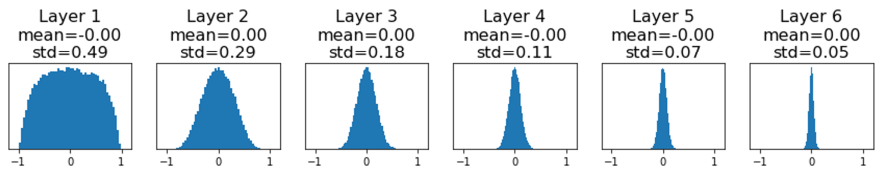 Layer 1
mean=-0.00
std=0.49
Layer 2
mean=0.00
std=0.29
Layer 3
mean=0.00
std=0.18
Layer 4
mean=-0.00
std=0.11
Layer 5
mean=-0.00
std=0.07
Layer 6
mean=0.00
std=0.05
−1 0 1
−1 0 1
−1 0 1
−1 0 1
−1 0 1
−1 0 1